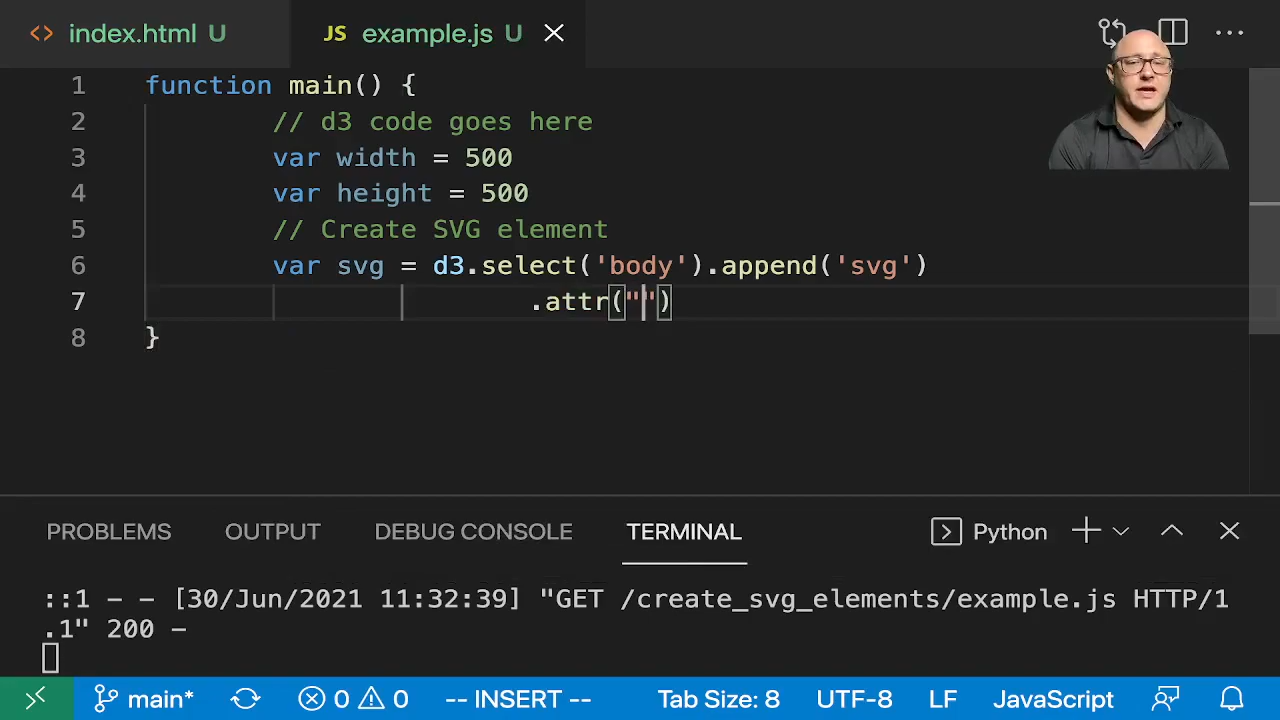 index.html U
JS example.js U
1 function main() {
2 // d3 code goes here
3 var width = 500
4 var height = 500
5 // Create SVG element
6 var svg = d3.select('body').append('svg')
7 .attr("")
8 }
PROBLEMS OUTPUT DEBUG CONSOLE TERMINAL Python
::1 - - [30/Jun/2021 11:32:39] "GET /create_svg_elements/example.js HTTP/1
.1" 200 -
main* 0 0 -- INSERT -- Tab Size: 8 UTF-8 LF JavaScript